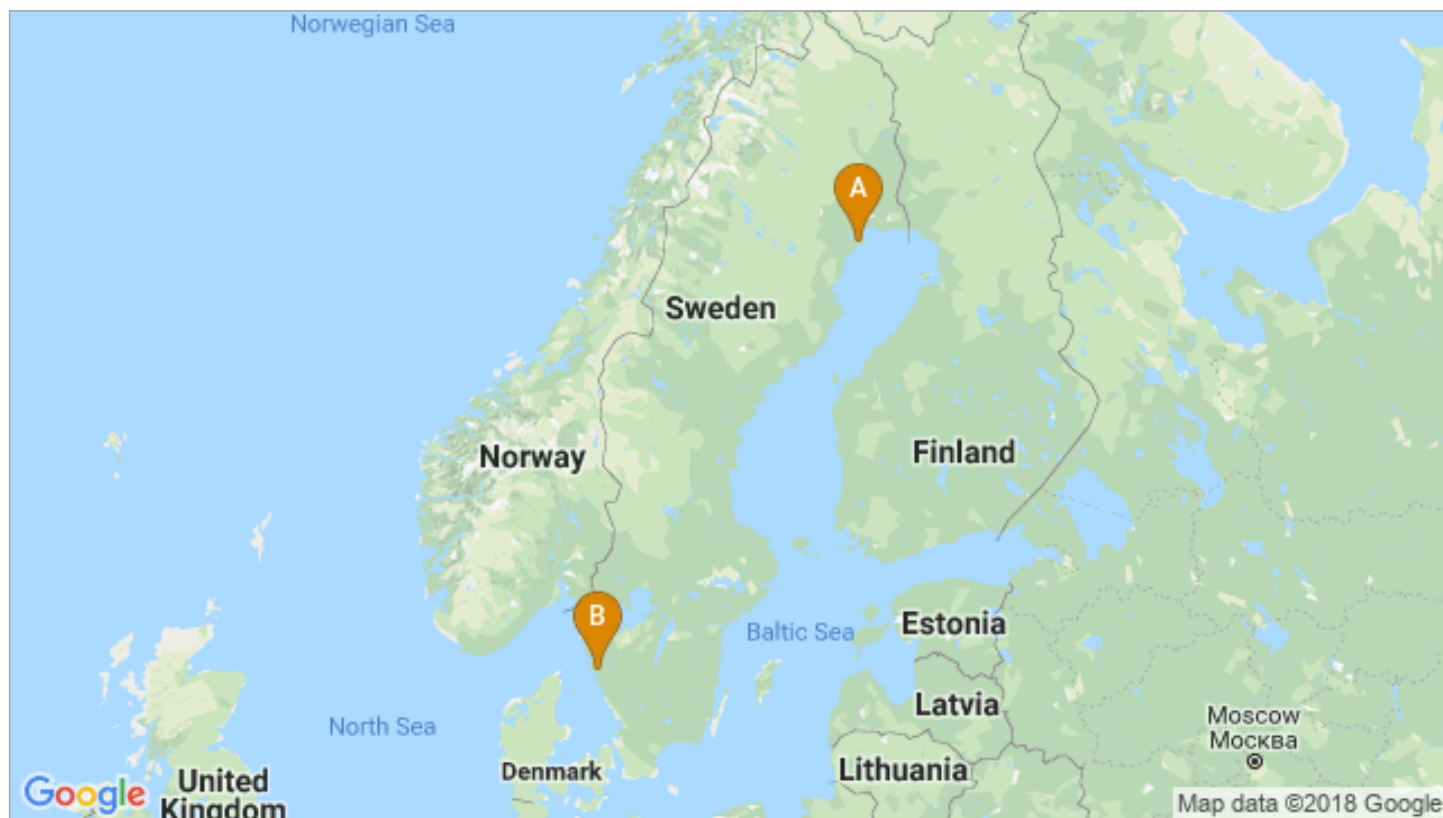 Norwegian Sea
A
Sweden
Norway
Finland
B
Baltic Sea
Estonia
North Sea
Latvia
Moscow
Москва
Denmark
Lithuania
United
Kingdom
Google
Map data ©2018 Google